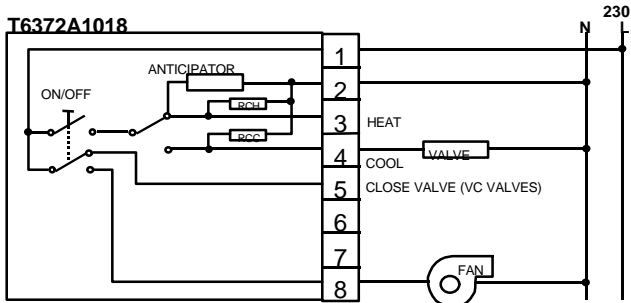 230
T6372A1018
N
L
1
ANTICIPATOR
2
ON/OFF
RCH
3
HEAT
RCC
4
VALVE
COOL
5
CLOSE VALVE (VC VALVES)
6
7
FAN
8